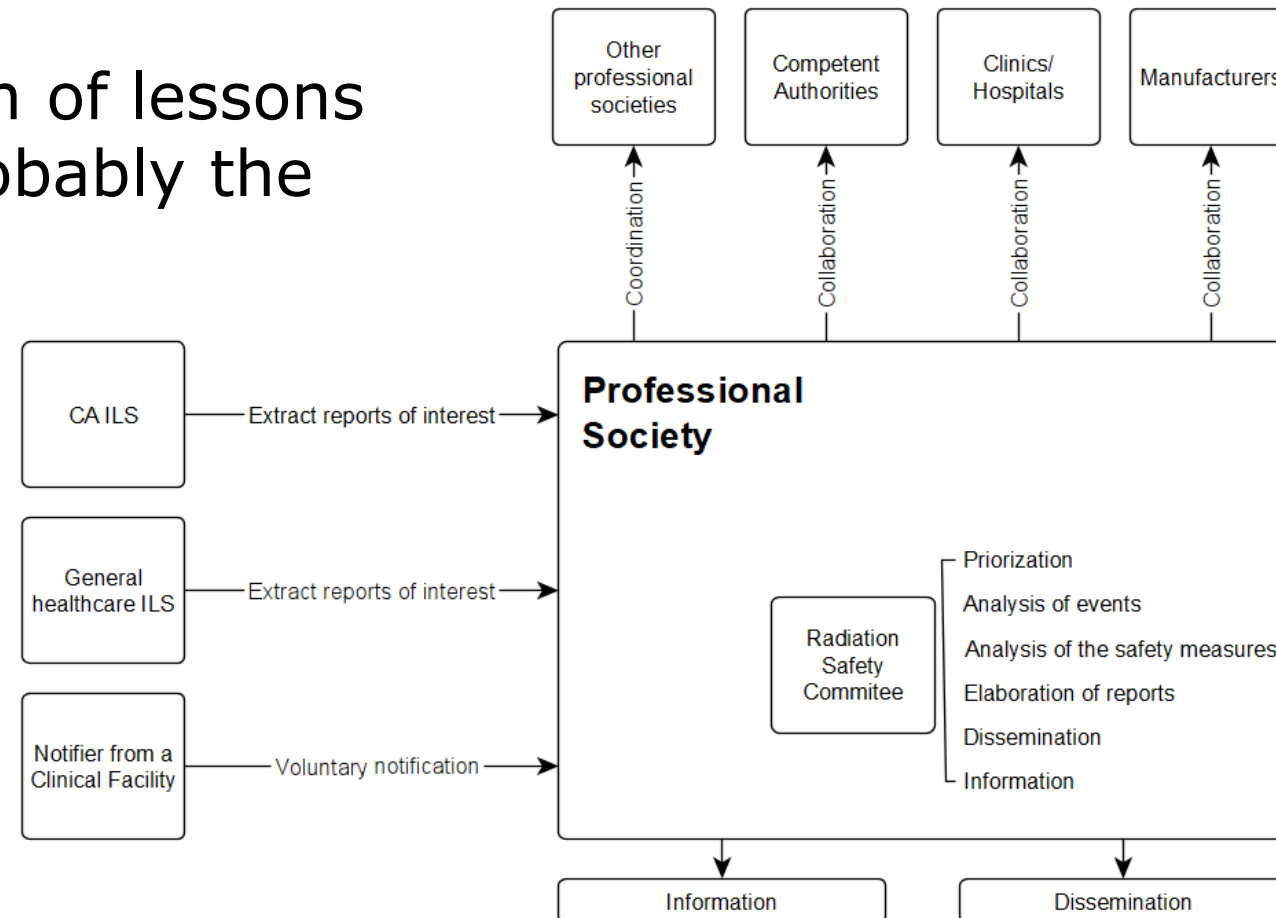 n of lessons
obably the
Other
professional
societies
Competent
Authorities
Clinics/
Hospitals
Manufacturers
Coordination
Collaboration
Collaboration
Collaboration
Professional
Society
CA ILS
Extract reports of interest
General
healthcare ILS
Extract reports of interest
Notifier from a
Clinical Facility
Voluntary notification
Radiation
Safety
Commitee
Priorization
Analysis of events
Analysis of the safety measures
Elaboration of reports
Dissemination
Information
Information
Dissemination